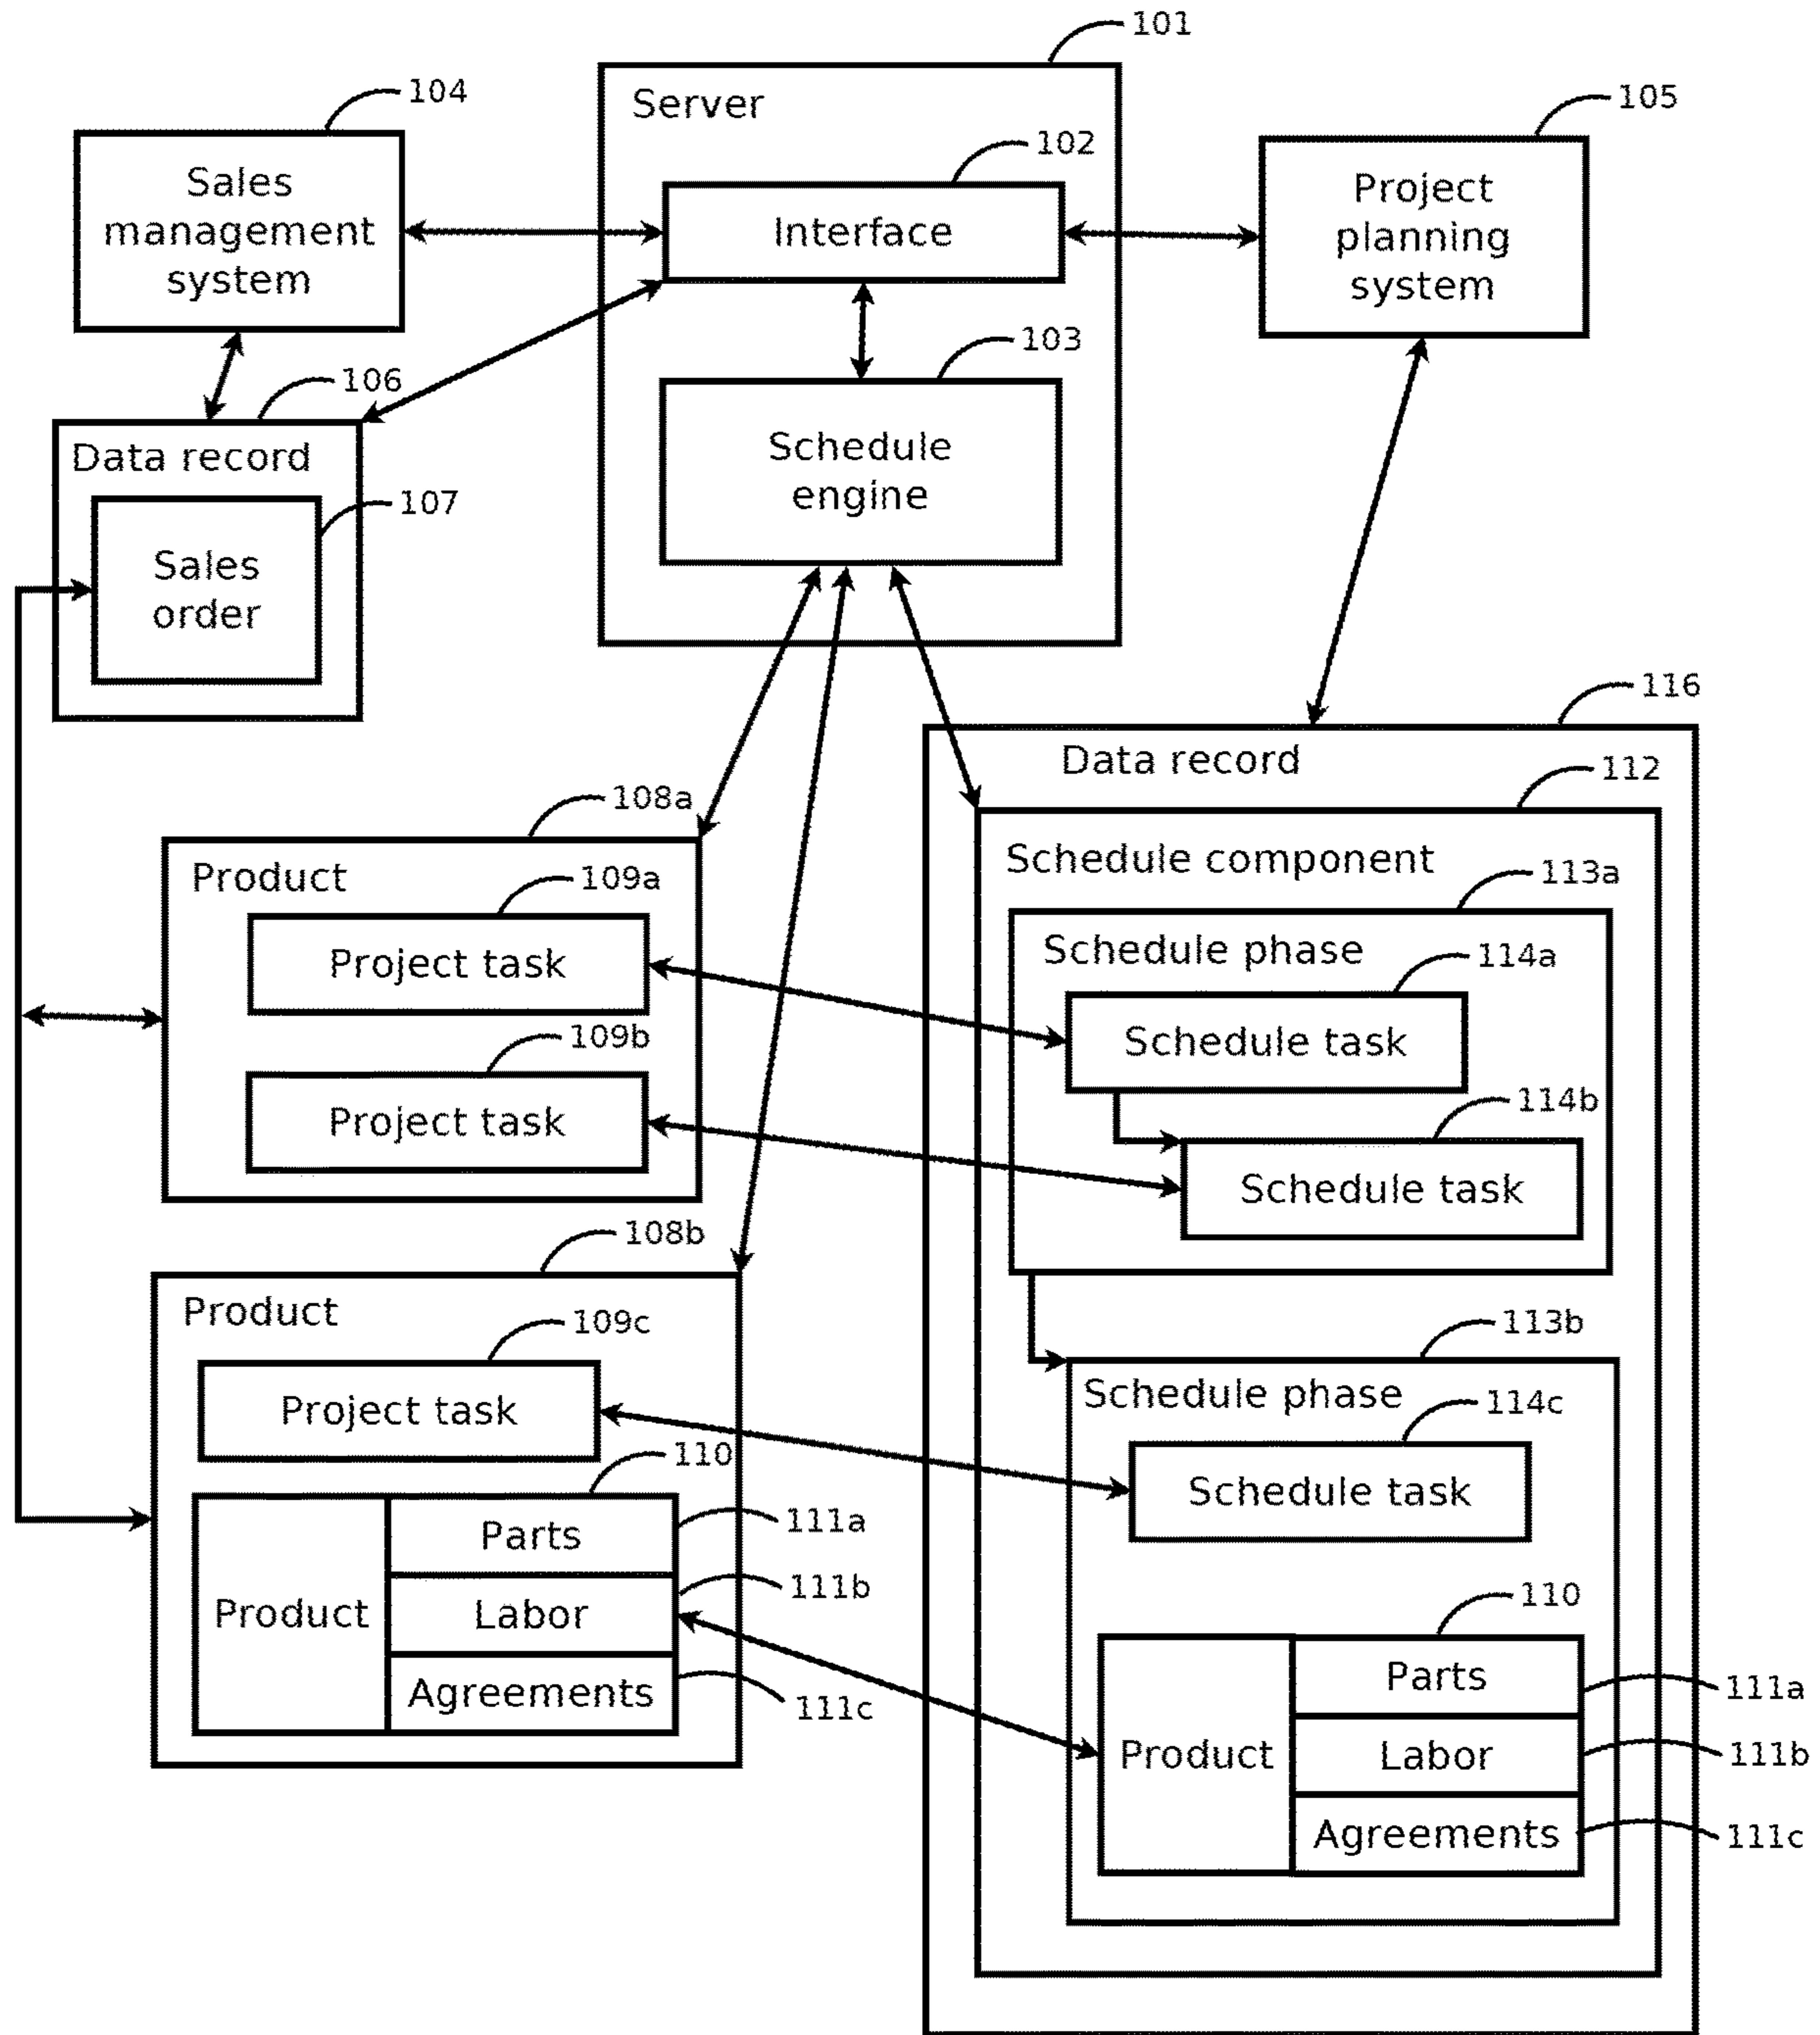 101
104
Server
105
102
Sales
management
system
Interface
Project
planning
system
103
106
Data record
Schedule
engine
107
Sales
order
116
Data record
112
108a
Product
Schedule component
109a
113a
Project task
Schedule phase
114a
109b
Schedule task
Project task
114b
Schedule task
108b
Product
109c
113b
Project task
Schedule phase
114c
110
Schedule task
Product
Parts
111a
Labor
111b
Agreements
111c
110
Product
Parts
111a
Labor
111b
Agreements
111c